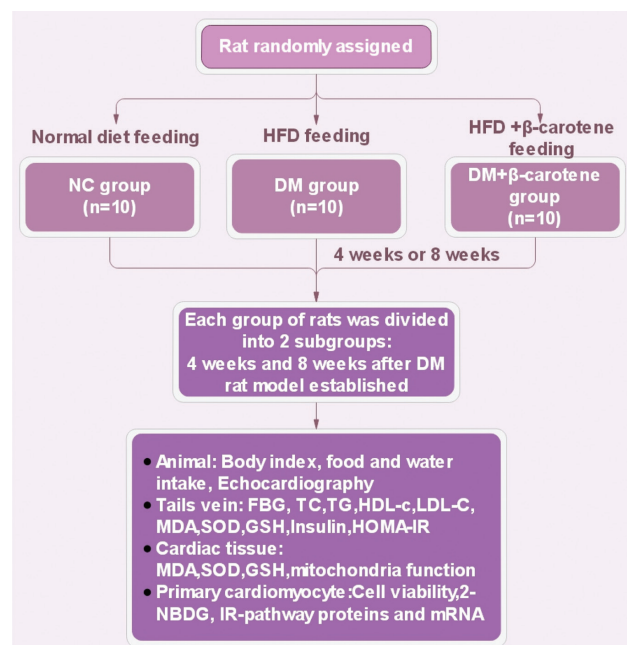 Rat randomly assigned
Normal diet feeding
HFD feeding
HFD +β-carotene
feeding
NC group
(n=10)
DM group
(n=10)
DM+β-carotene
group
(n=10)
4 weeks or 8 weeks
Each group of rats was divided
into 2 subgroups:
4 weeks and 8 weeks after DM
rat model established
• Animal: Body index, food and water
intake, Echocardiography
• Tails vein: FBG, TC,TG,HDL-c,LDL-C,
MDA,SOD,GSH,Insulin,HOMA-IR
• Cardiac tissue:
MDA,SOD,GSH,mitochondria function
• Primary cardiomyocyte:Cell viability,2-
NBDG, IR-pathway proteins and mRNA